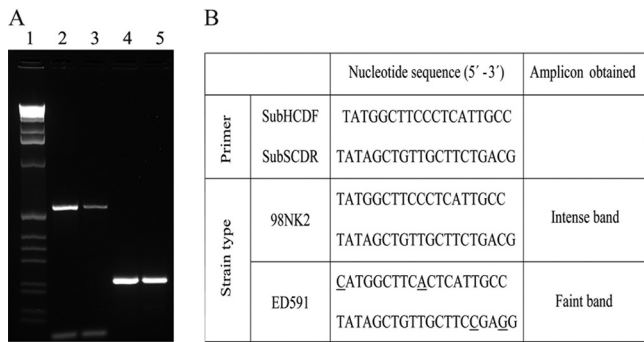 A
1 2 3 4 5
B
Nucleotide sequence (5´ -3´) Amplicon obtained
Primer
SubHCDF TATGGCTTCCCTCATTGCC
SubSCDR TATAGCTGTTGCTTCTGACG
Strain type
98NK2 TATGGCTTCCCTCATTGCC Intense band
TATAGCTGTTGCTTCTGACG
ED591 CATGGCTTCACTCATTGCC Faint band
TATAGCTGTTGCTTCCGAGG